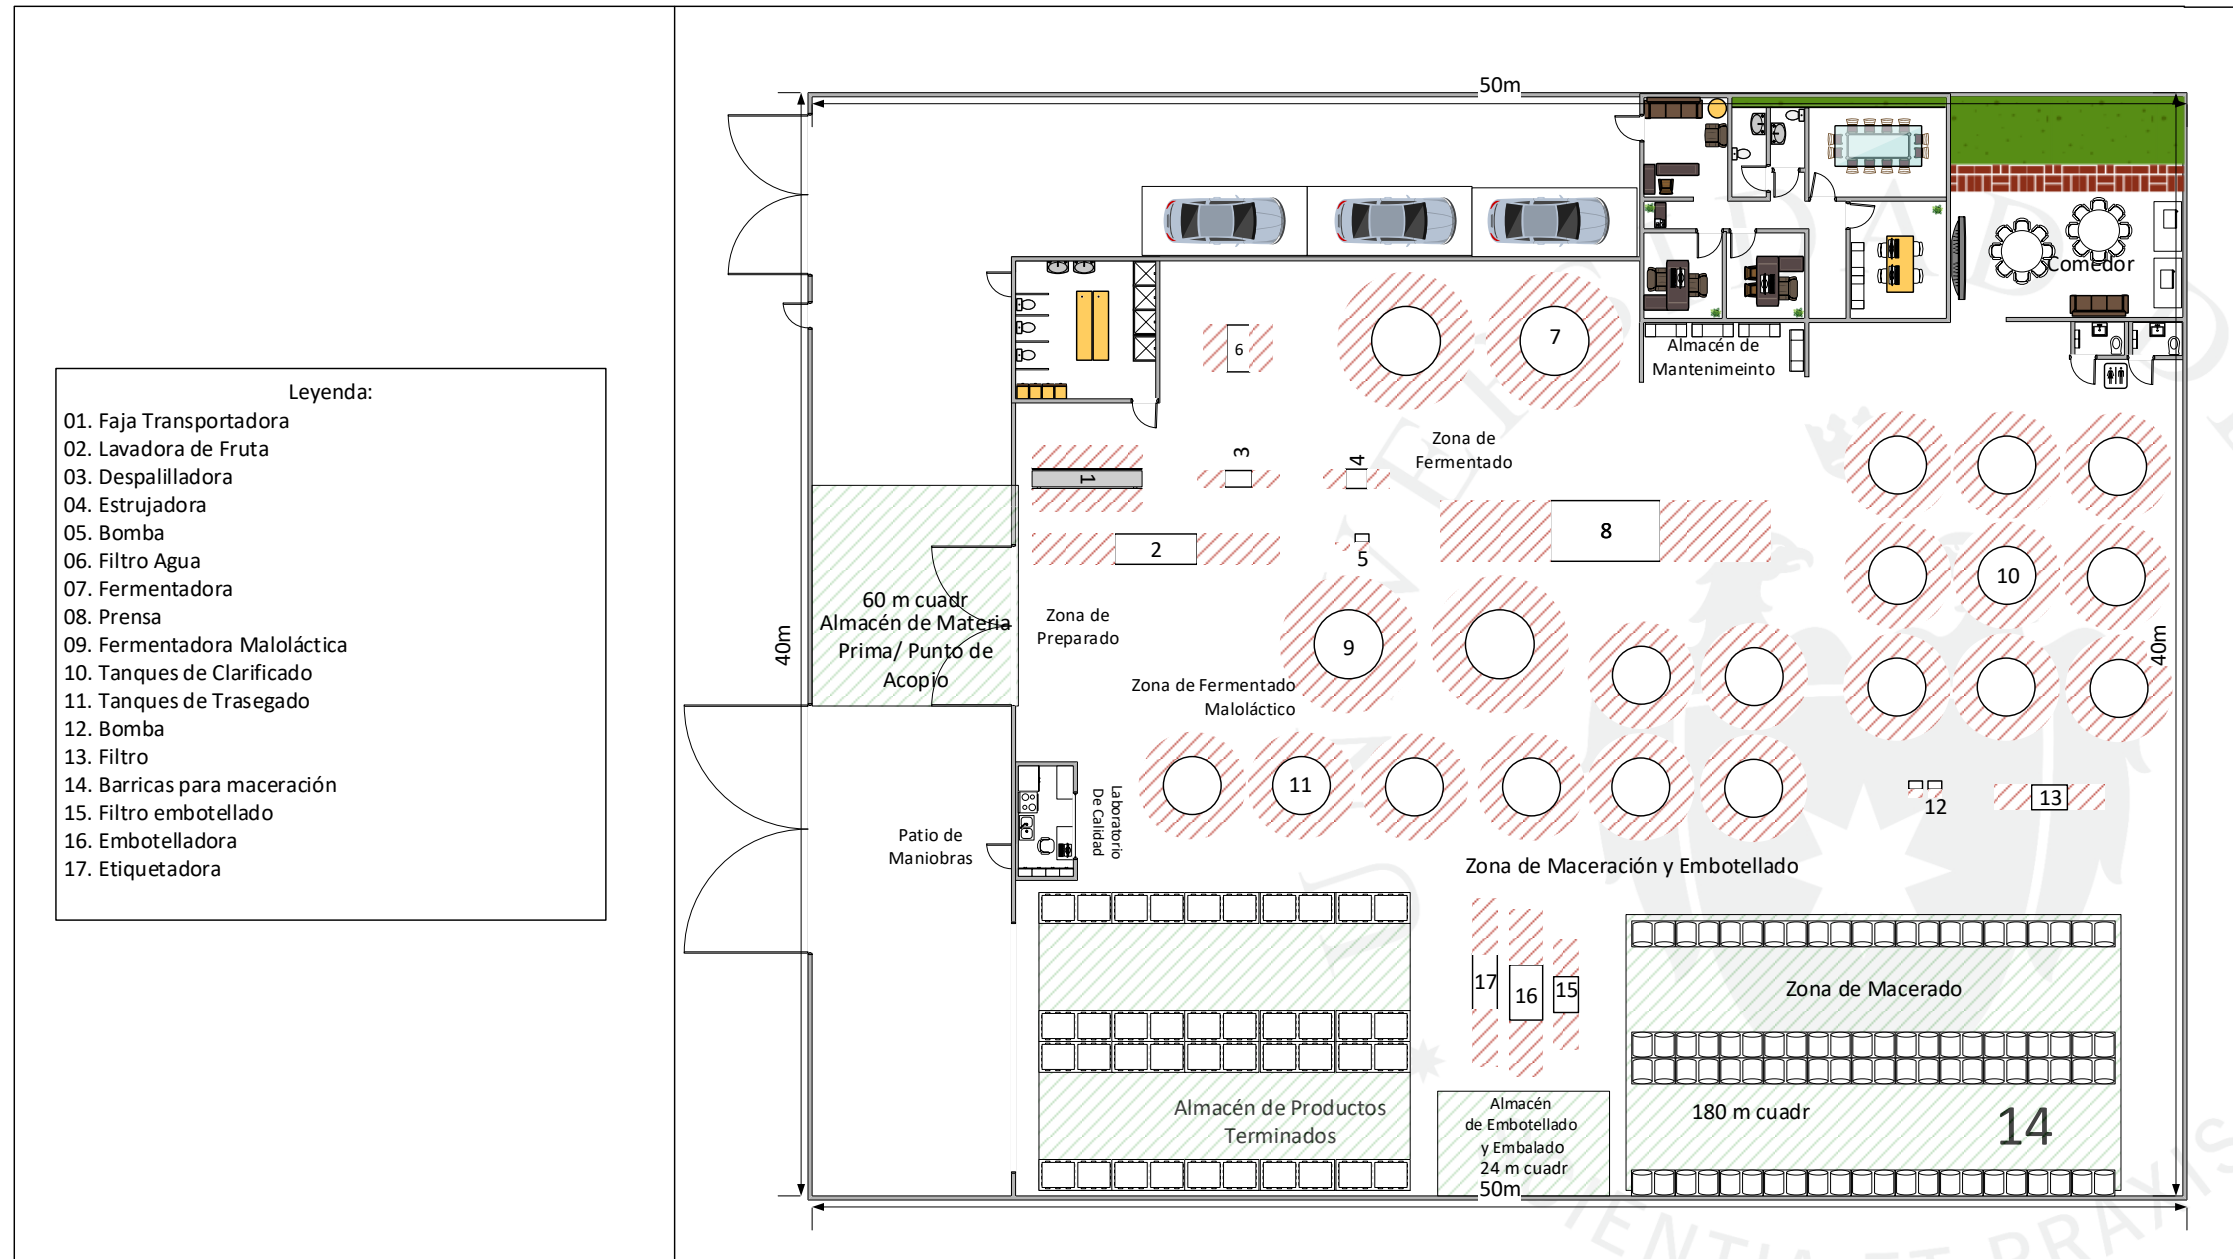 Leyenda:
01. Faja Transportadora
02. Lavadora de Fruta
03. Despalilladora
04. Estrujadora
05. Bomba
06. Filtro Agua
07. Fermentadora
08. Prensa
09. Fermentadora Maloláctica
10. Tanques de Clarificado
11. Tanques de Trasegado
12. Bomba
13. Filtro
14. Barricas para maceración
15. Filtro embotellado
16. Embotelladora
17. Etiquetadora
50m
Comedor
6
7
Almacén de
Mantenimeinto
Zona de
Fermentado
3
4
1
2
5
8
10
60 m cuadr
Almacén de Materia
Prima/ Punto de
Acopio
40m
Zona de
Preparado
9
40m
Zona de Fermentado
Maloláctico
11
12
13
Laboratorio
De Calidad
Patio de
Maniobras
Zona de Maceración y Embotellado
17
16
15
Zona de Macerado
180 m cuadr
14
Almacén de Productos
Terminados
Almacén
de Embotellado
y Embalado
24 m cuadr
50m
SCIENTIA ET PRAXIS